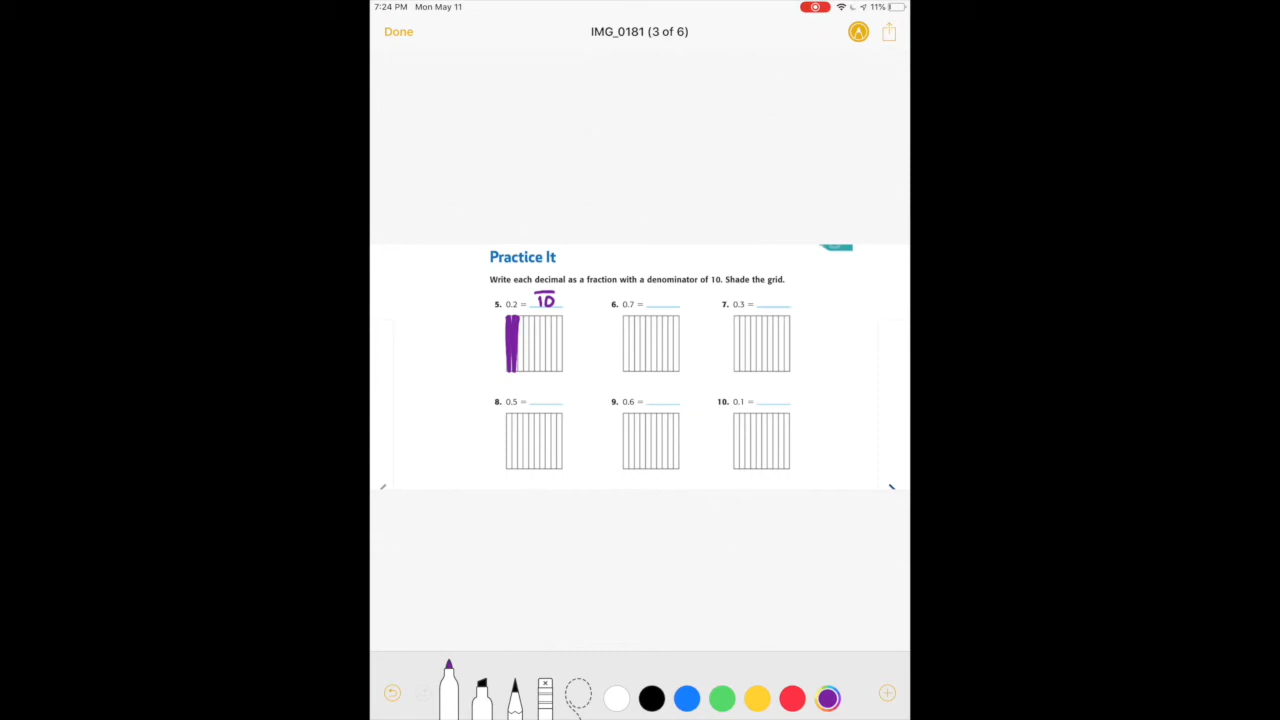 7:24 PM Mon May 11 11%
Done IMG_0181 (3 of 6)
Practice It
Write each decimal as a fraction with a denominator of 10. Shade the grid.
5. 0.2 = 10 6. 0.7 = 7. 0.3 =
8. 0.5 = 9. 0.6 = 10. 0.1 =